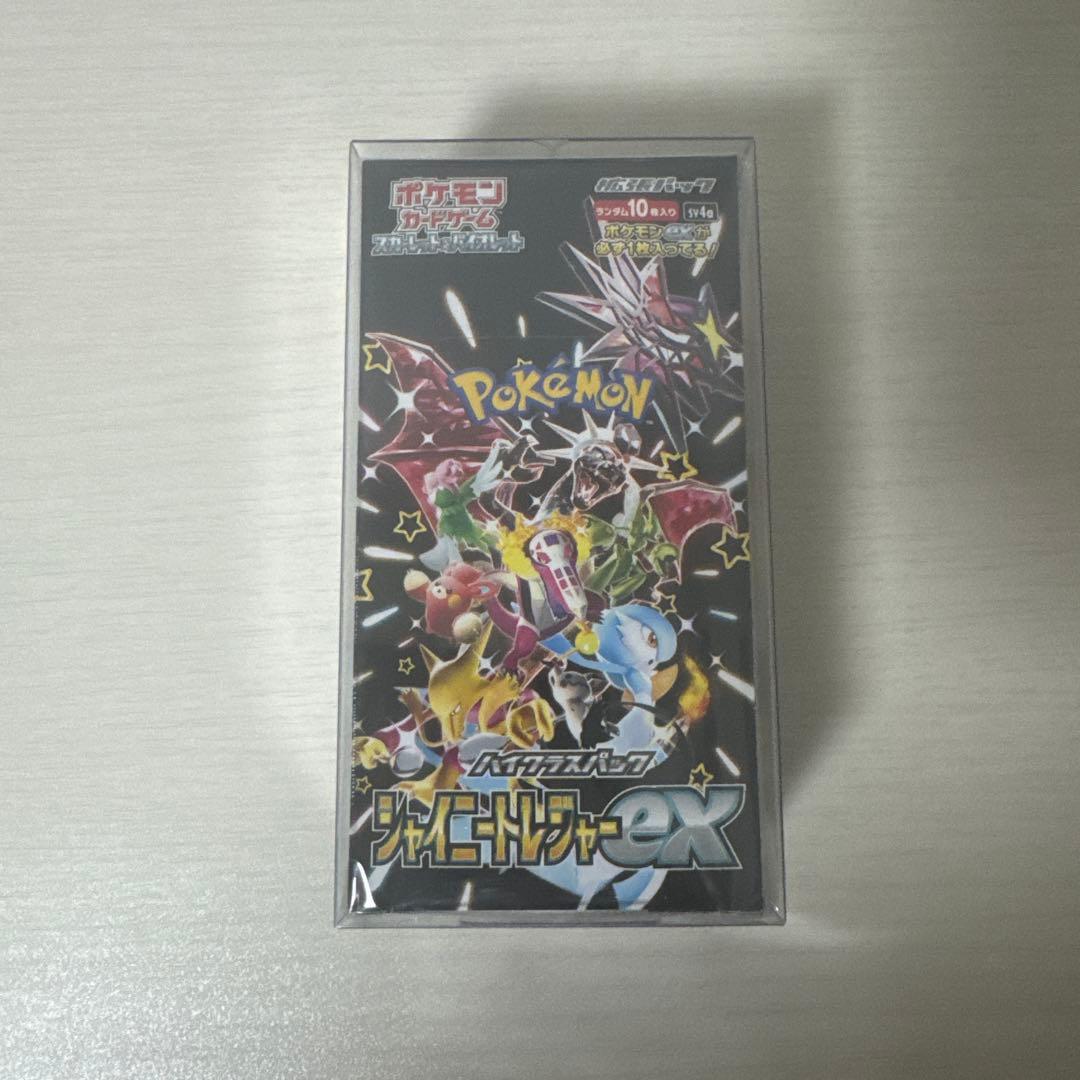 ポケモン
カードゲーム
スカーレット&バイオレット
拡張パック
ランダム10枚入り
sv4a
ポケモンexが
必ず1枚入ってる!
POKéMON
ハイクラスパック
シャイニートレジャーex